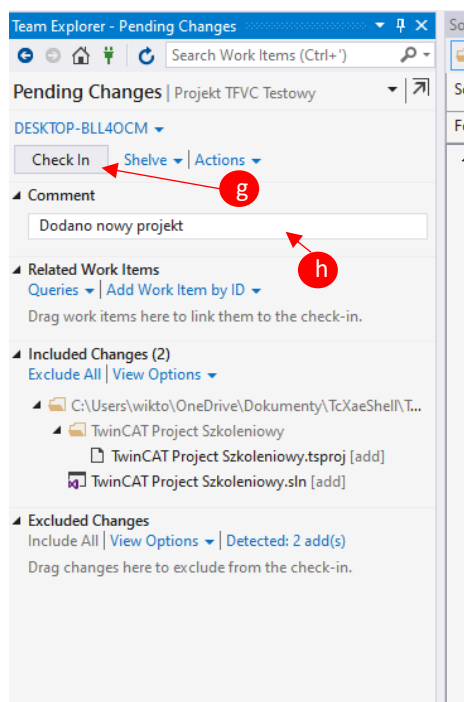 Team Explorer - Pending Changes
So
Search Work Items (Ctrl+')
Pending Changes | Projekt TFVC Testowy
So
DESKTOP-BLL4OCM
Fo
Check In Shelve | Actions
g
Comment
Dodano nowy projekt
h
Related Work Items
Queries | Add Work Item by ID
Drag work items here to link them to the check-in.
Included Changes (2)
Exclude All | View Options
C:\Users\wikto\OneDrive\Dokumenty\TcXaeShell\T...
TwinCAT Project Szkoleniowy
TwinCAT Project Szkoleniowy.tsproj [add]
TwinCAT Project Szkoleniowy.sln [add]
Excluded Changes
Include All | View Options | Detected: 2 add(s)
Drag changes here to exclude from the check-in.